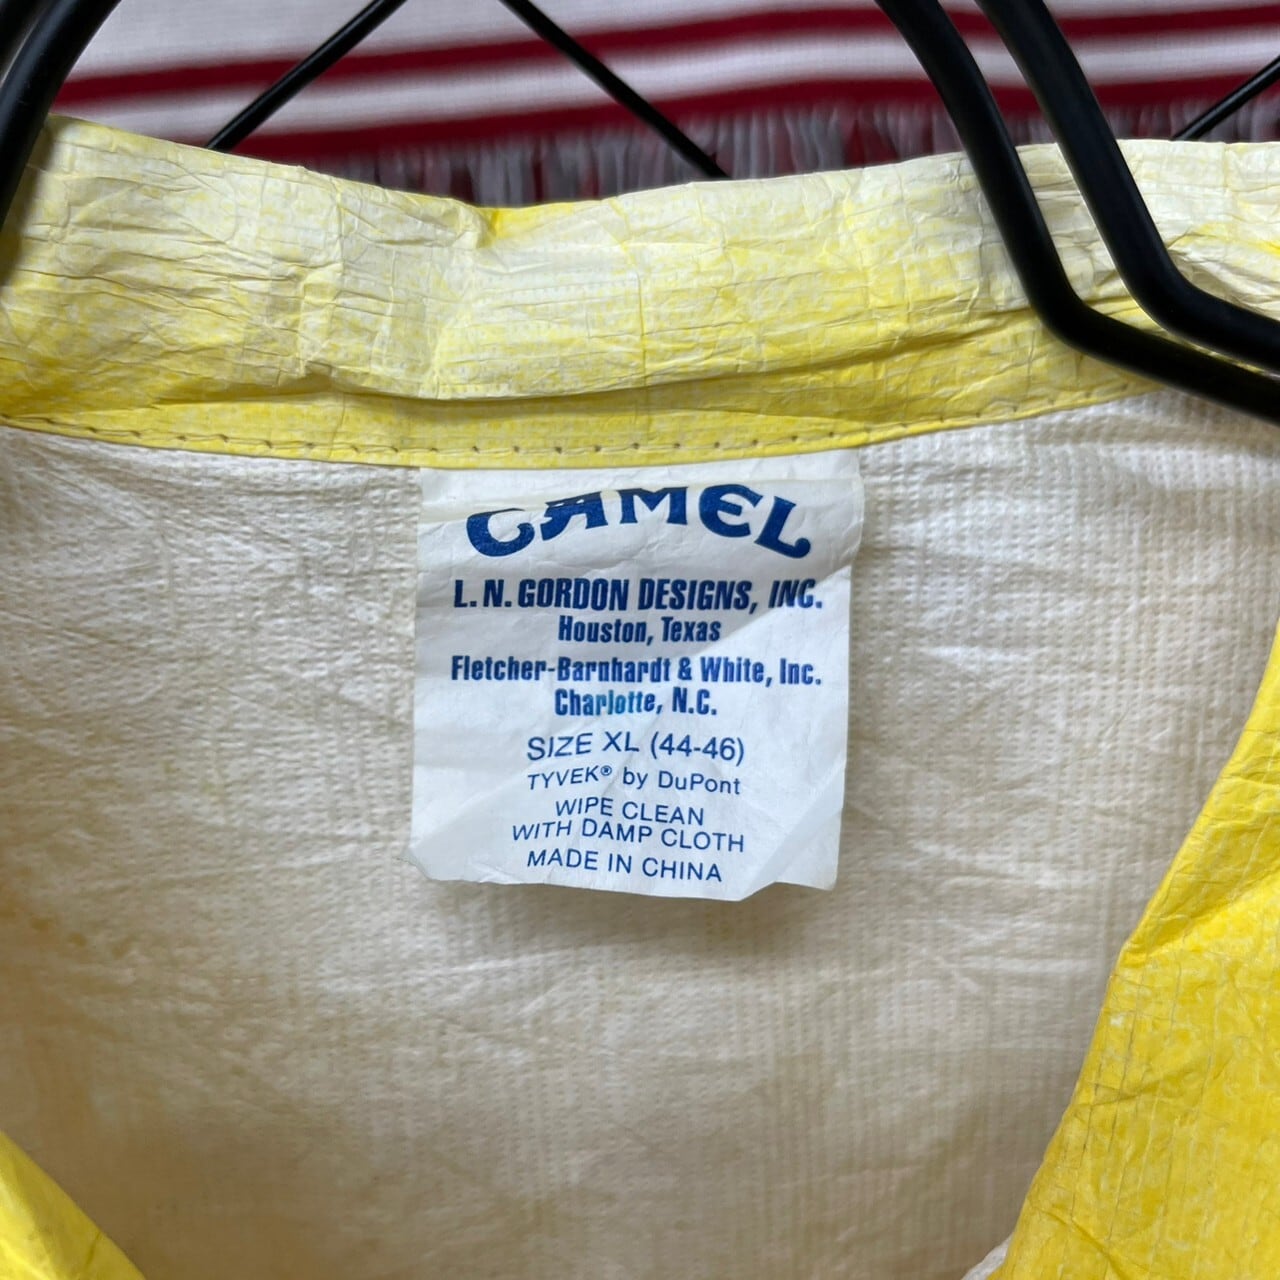 CAMEL
L. N. GORDON DESIGNS, INC.
Houston, Texas
Fletcher-Barnhardt & White, Inc.
Charlotte, N.C.
SIZE XL (44-46)
TYVEK® by DuPont
WIPE CLEAN
WITH DAMP CLOTH
MADE IN CHINA